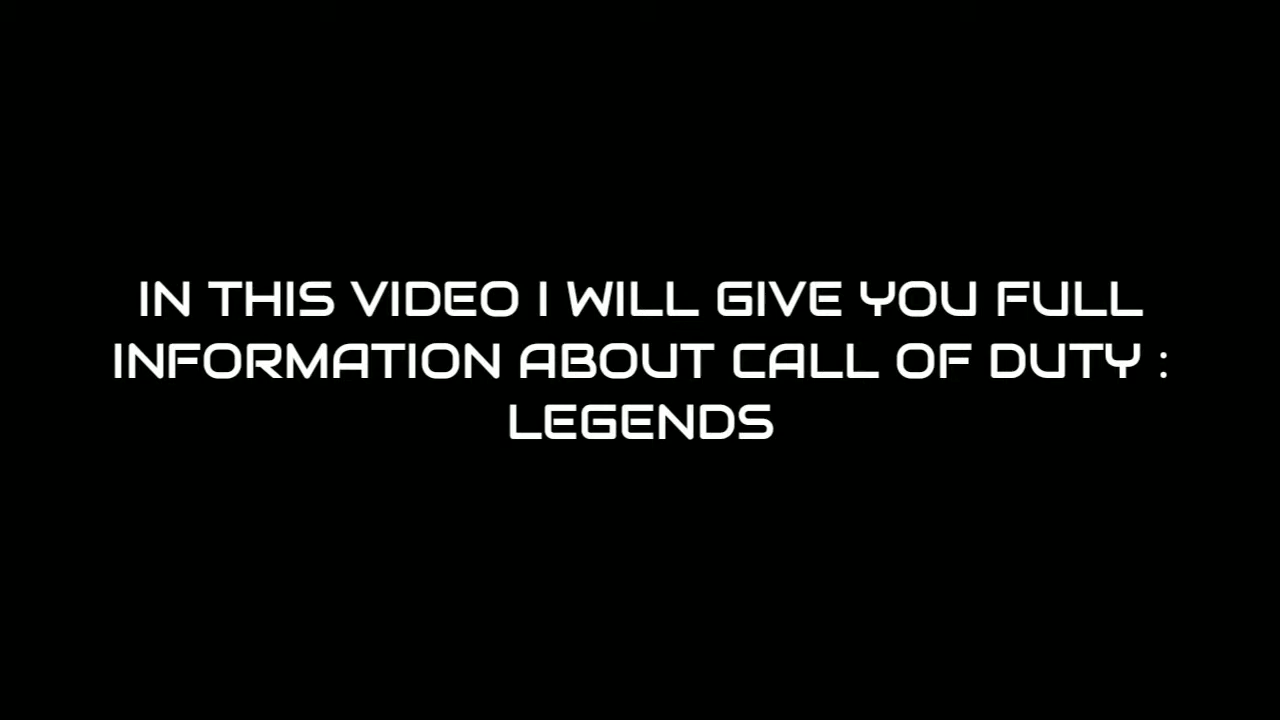 IN THIS VIDEO I WILL GIVE YOU FULL
INFORMATION ABOUT CALL OF DUTY :
LEGENDS